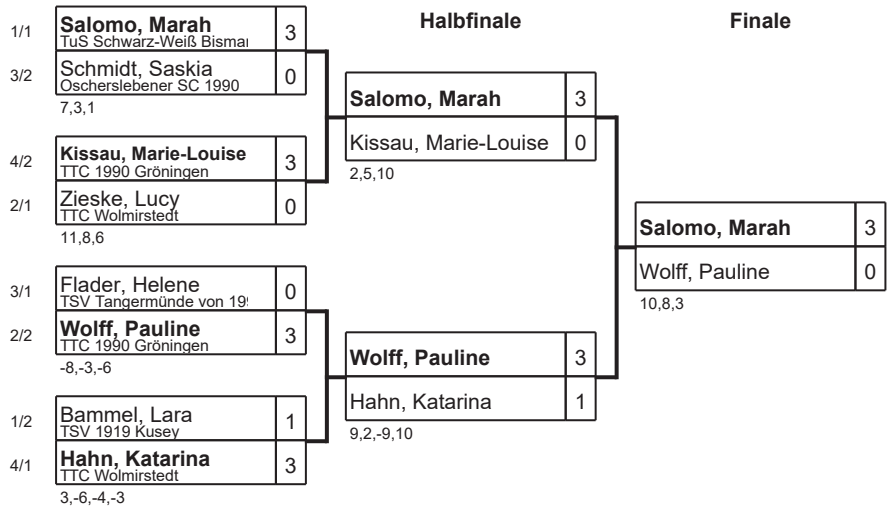 Halbfinale
Finale
1/1 Salomo, Marah 3
TuS Schwarz-Weiß Bismar
3/2 Schmidt, Saskia 0
Oscherslebener SC 1990
7,3,1
4/2 Kissau, Marie-Louise 3
TTC 1990 Gröningen
2/1 Zieske, Lucy 0
TTC Wolmirstedt
11,8,6
3/1 Flader, Helene 0
TSV Tangermünde von 199
2/2 Wolff, Pauline 3
TTC 1990 Gröningen
-8,-3,-6
1/2 Bammel, Lara 1
TSV 1919 Kusey
4/1 Hahn, Katarina 3
TTC Wolmirstedt
3,-6,-4,-3
Salomo, Marah 3
Kissau, Marie-Louise 0
2,5,10
Wolff, Pauline 3
Hahn, Katarina 1
9,2,-9,10
Salomo, Marah 3
Wolff, Pauline 0
10,8,3